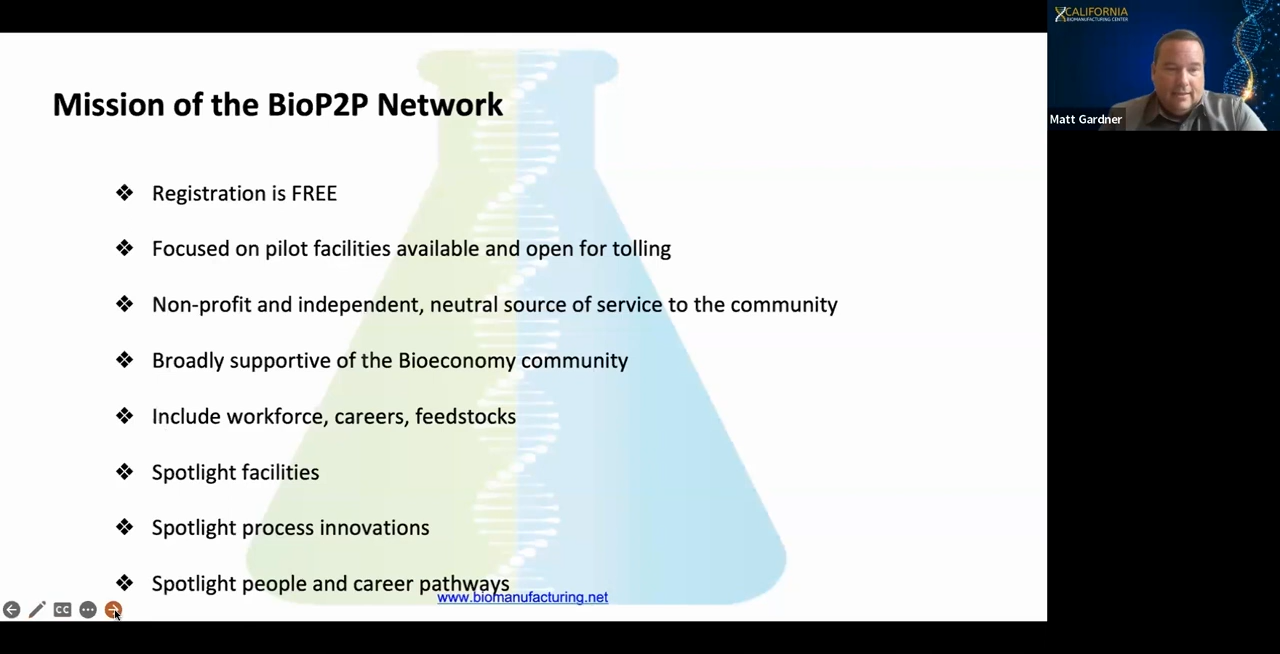 Mission of the BioP2P Network
❖ Registration is FREE
❖ Focused on pilot facilities available and open for tolling
❖ Non-profit and independent, neutral source of service to the community
❖ Broadly supportive of the Bioeconomy community
❖ Include workforce, careers, feedstocks
❖ Spotlight facilities
❖ Spotlight process innovations
❖ Spotlight people and career pathways
www.biomanufacturing.net
CC
CALIFORNIA
BIOMANUFACTURING CENTER
Matt Gardner